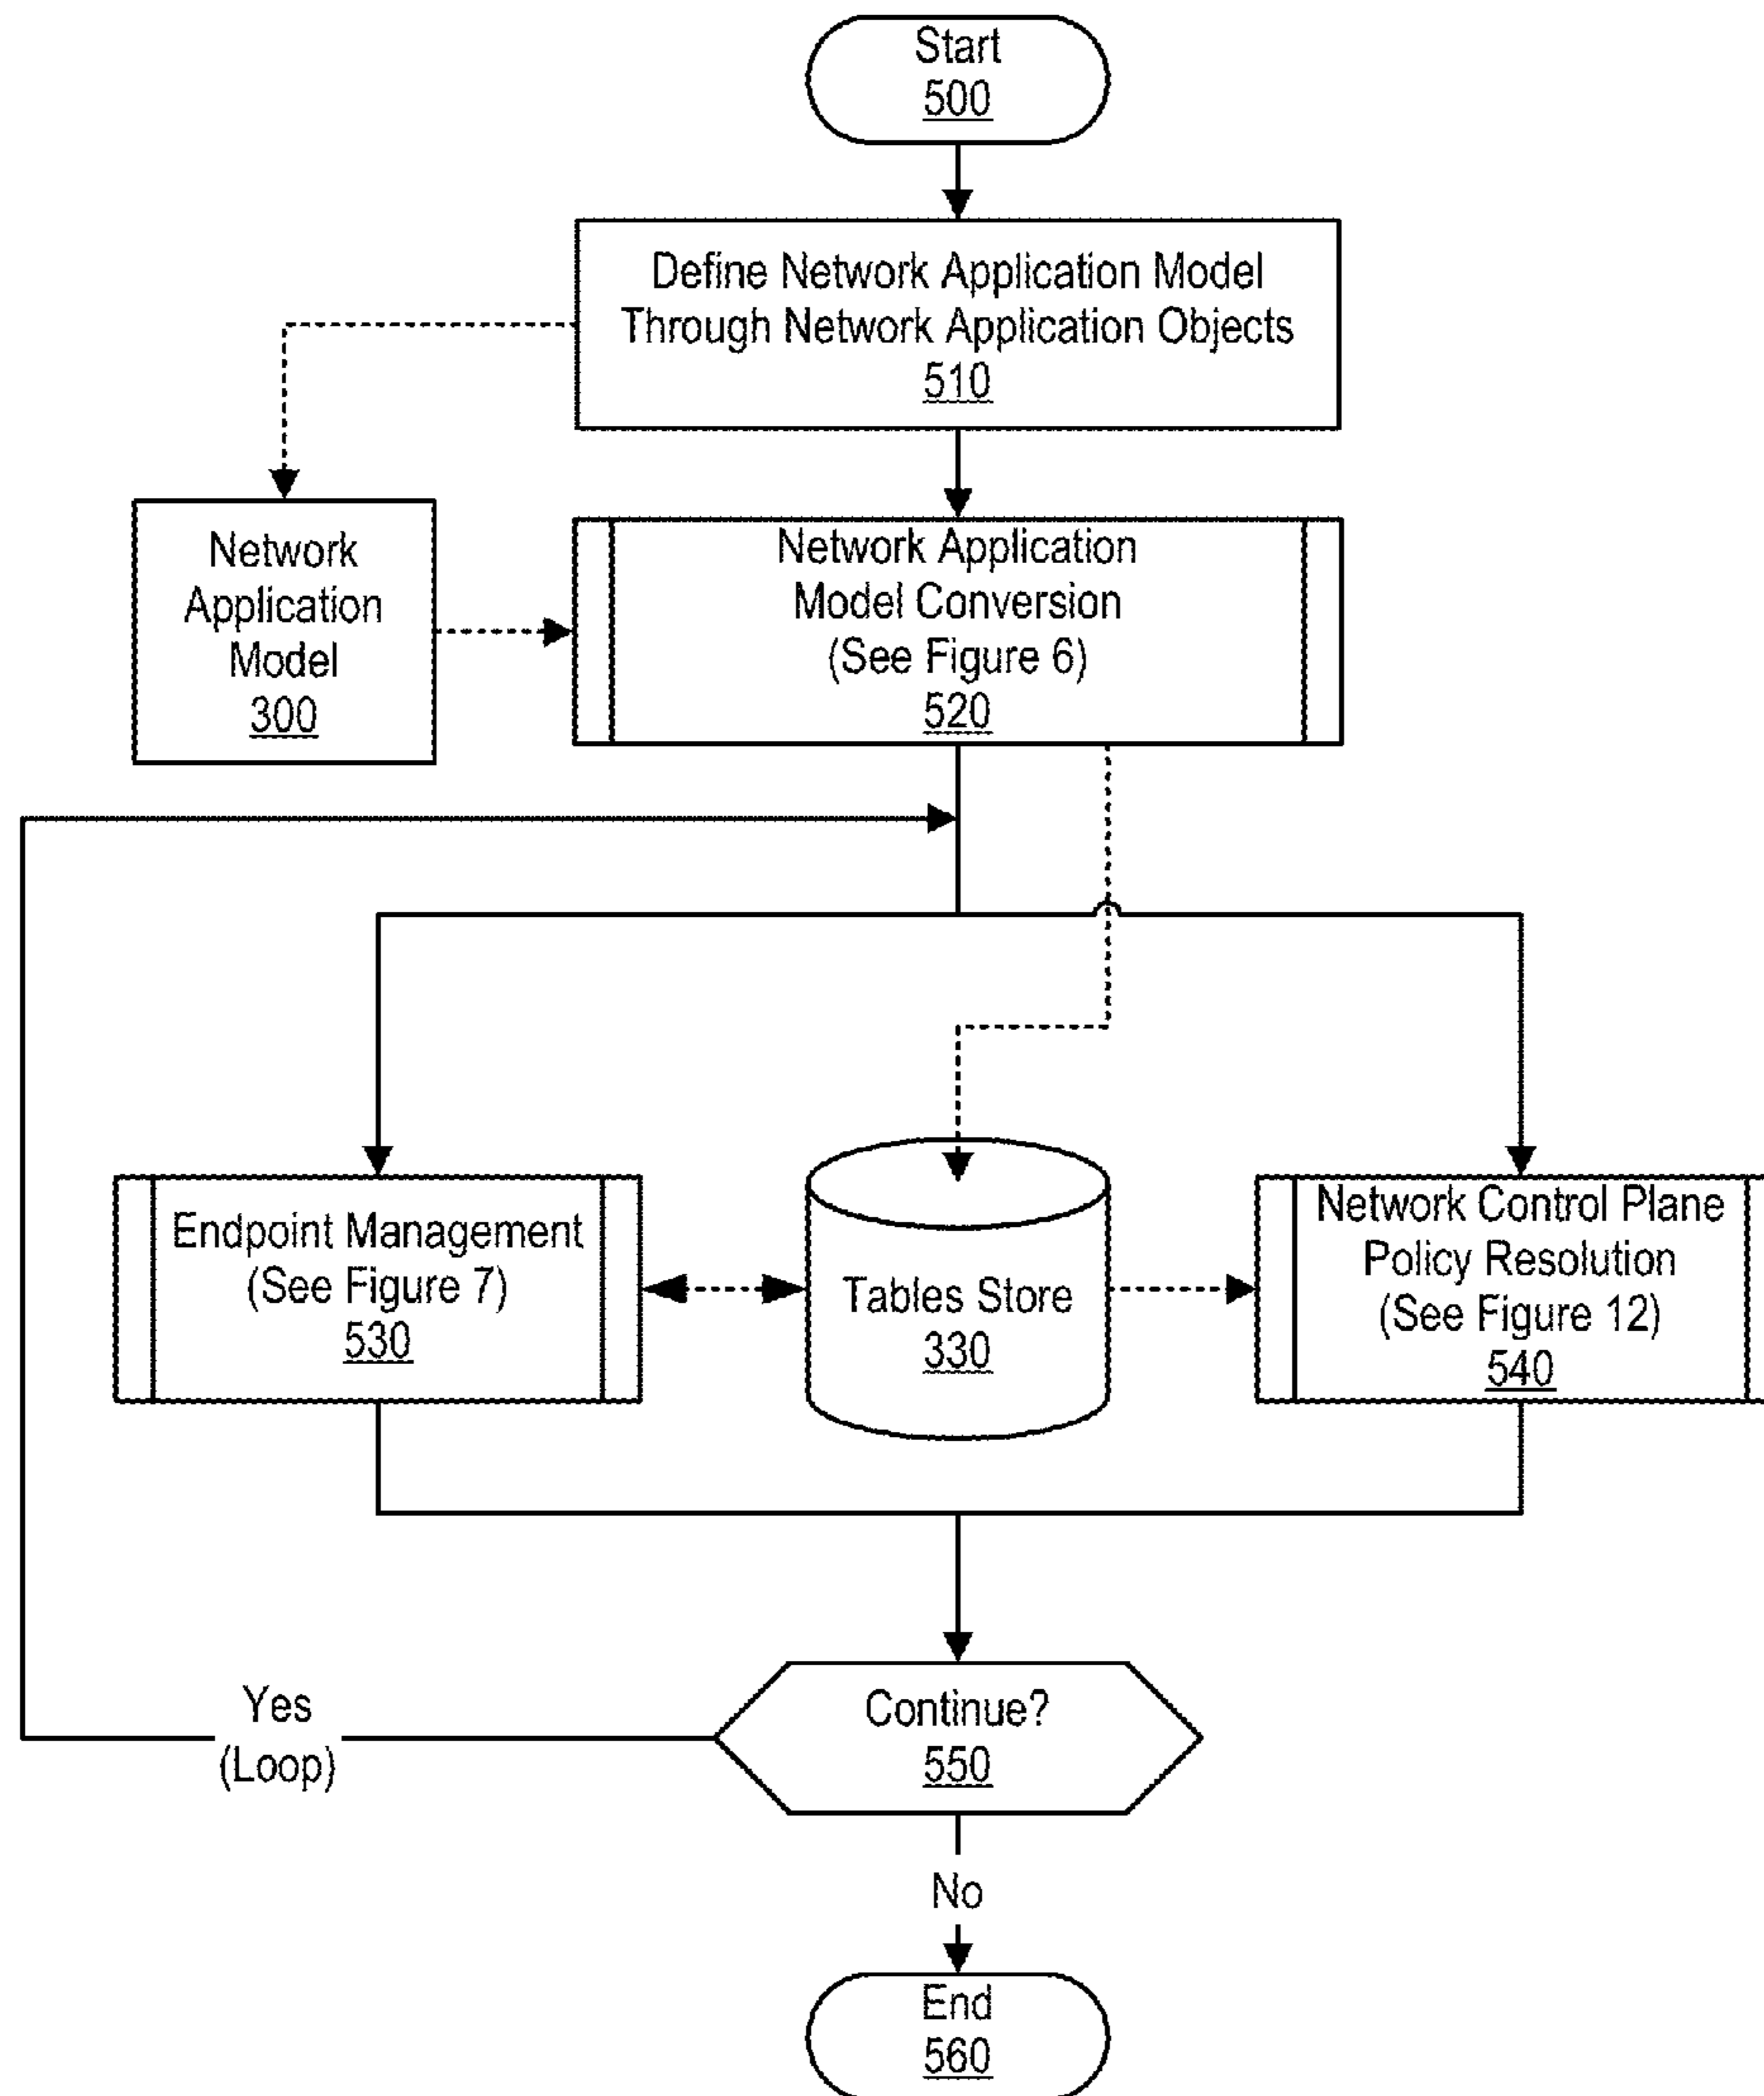 Start
500
Define Network Application Model
Through Network Application Objects
510
Network
Application
Model
300
Network Application
Model Conversion
(See Figure 6)
520
Endpoint Management
(See Figure 7)
530
Tables Store
330
Network Control Plane
Policy Resolution
(See Figure 12)
540
Yes
(Loop)
Continue?
550
No
End
560